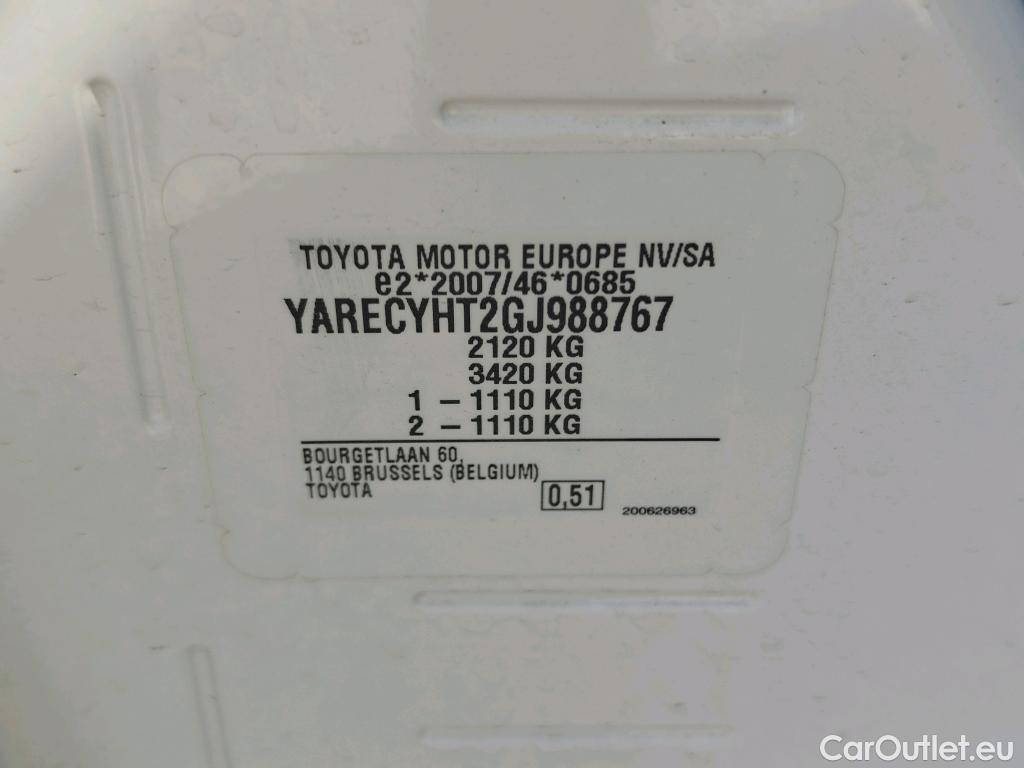 TOYOTA MOTOR EUROPE NV/SA
e2*2007/46*0685
YARECYHT2GJ988767
2120 KG
3420 KG
1 – 1110 KG
2 – 1110 KG
BOURGETLAAN 60,
1140 BRUSSELS (BELGIUM)
TOYOTA
0,51
200626963
CarOutlet.eu